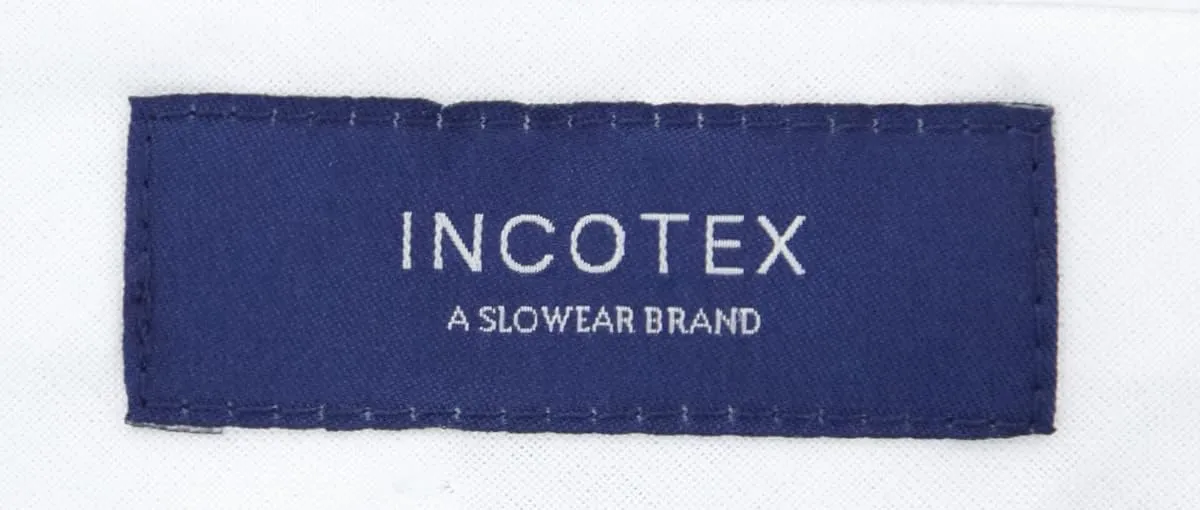 INCOTEX
A SLOWEAR BRAND